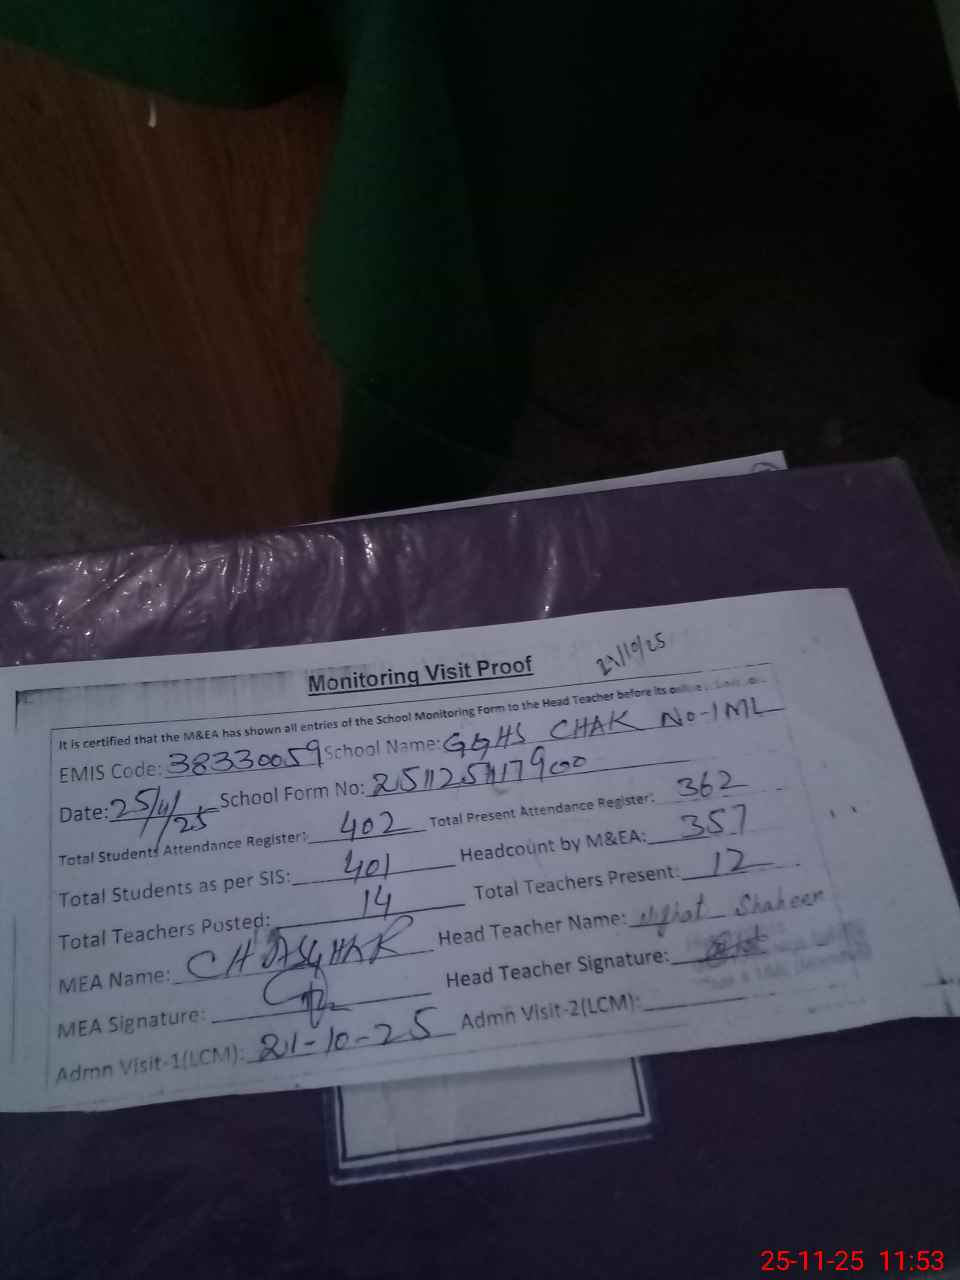 Monitoring Visit Proof
It is certified that the M&EA has shown all entries of the School Monitoring Form to the Head Teacher before its
EMIS Code: 38330059 School Name: GGHS CHAK No-1 ML
Date: 25/11/25 School Form No:
Total Students Attendance Register: 402 Total Present Attendance Register: 362
Total Students as per SIS: 401 Headcount by M&EA: 357
Total Teachers Posted: 14 Total Teachers Present: 12
MEA Name: CH ASGHAR Head Teacher Name: Shaheen
MEA Signature: Head Teacher Signature:
Admn Visit-1(LCM): 21-10-25 Admn Visit-2(LCM):
25-11-25 11:53